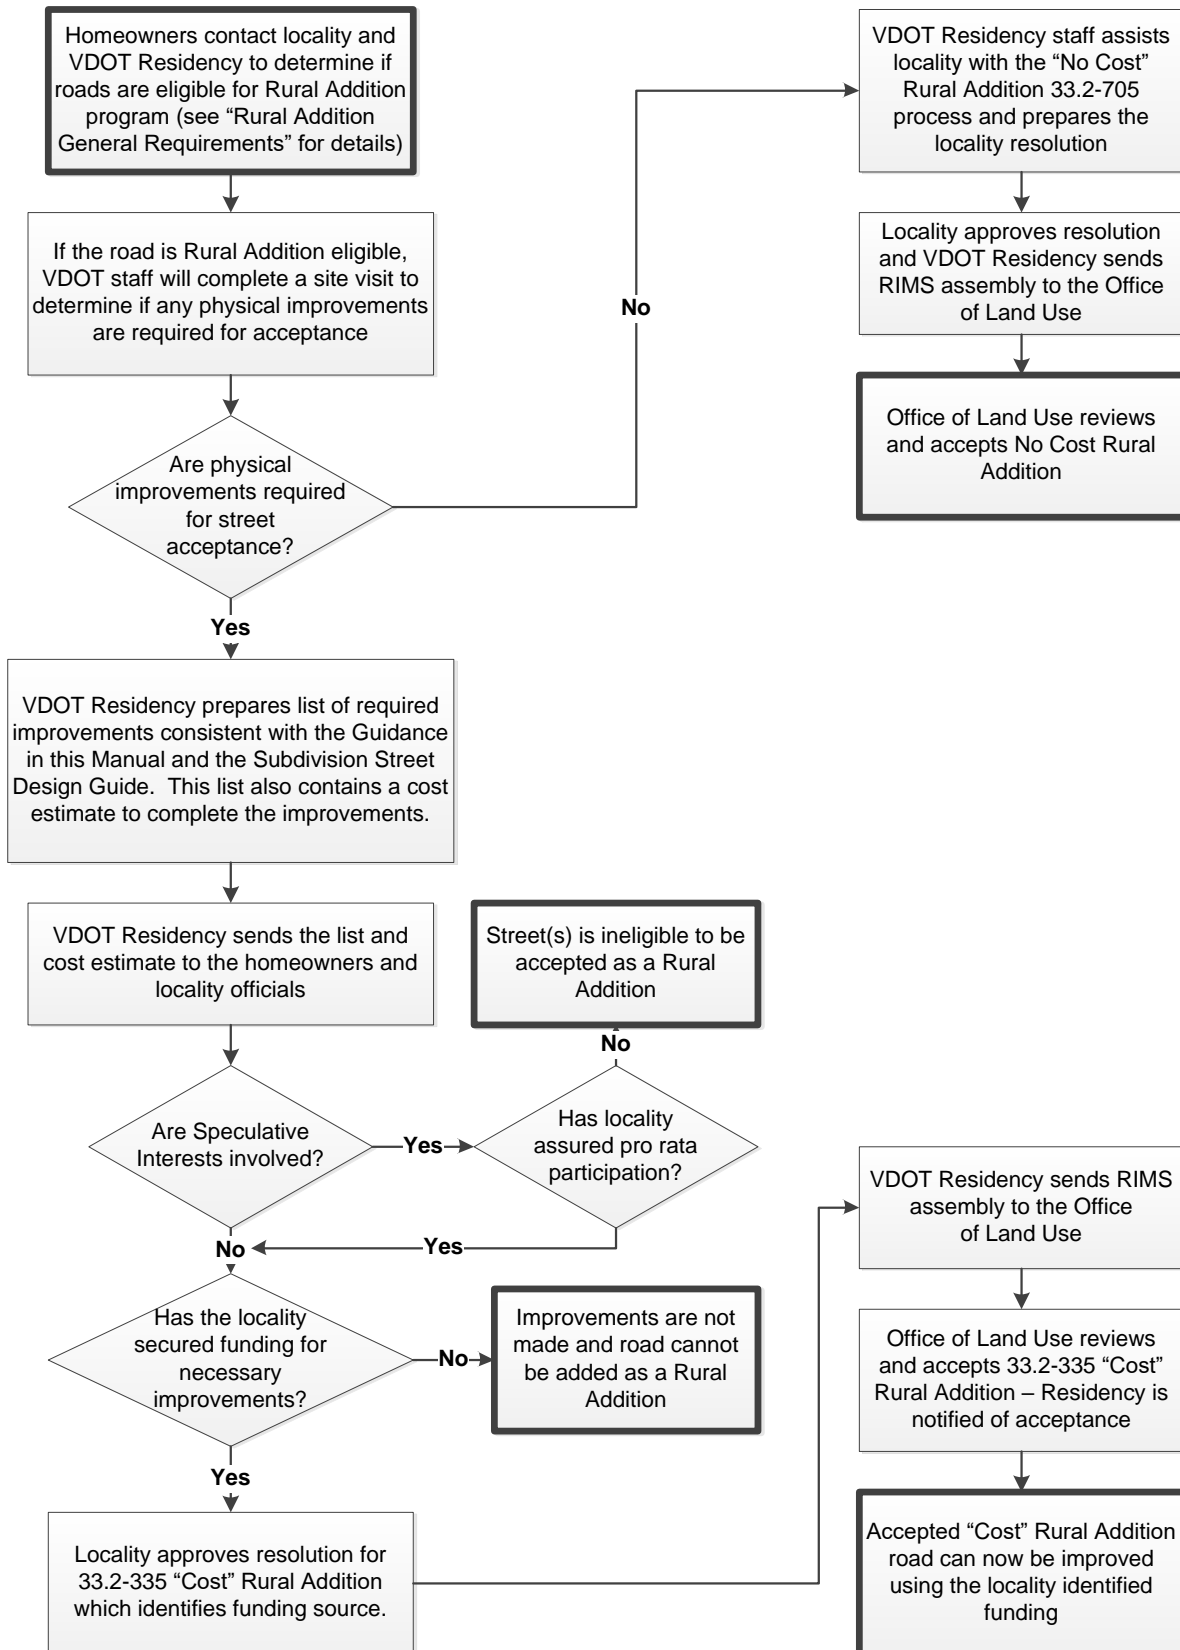 Homeowners contact locality and
VDOT Residency to determine if
roads are eligible for Rural Addition
program (see “Rural Addition
General Requirements” for details)
If the road is Rural Addition eligible,
VDOT staff will complete a site visit to
determine if any physical improvements
are required for acceptance
Are physical
improvements required
for street
acceptance?
No
VDOT Residency staff assists
locality with the “No Cost”
Rural Addition 33.2-705
process and prepares the
locality resolution
Locality approves resolution
and VDOT Residency sends
RIMS assembly to the Office
of Land Use
Office of Land Use reviews
and accepts No Cost Rural
Addition
Yes
VDOT Residency prepares list of required
improvements consistent with the Guidance
in this Manual and the Subdivision Street
Design Guide.  This list also contains a cost
estimate to complete the improvements.
VDOT Residency sends the list and
cost estimate to the homeowners and
locality officials
Are Speculative
Interests involved?
Yes
Has locality
assured pro rata
participation?
No
Street(s) is ineligible to be
accepted as a Rural
Addition
Yes
No
Has the locality
secured funding for
necessary
improvements?
No
Improvements are not
made and road cannot
be added as a Rural
Addition
Yes
Locality approves resolution for
33.2-335 “Cost” Rural Addition
which identifies funding source.
VDOT Residency sends RIMS
assembly to the Office
of Land Use
Office of Land Use reviews
and accepts 33.2-335 “Cost”
Rural Addition – Residency is
notified of acceptance
Accepted “Cost” Rural Addition
road can now be improved
using the locality identified
funding